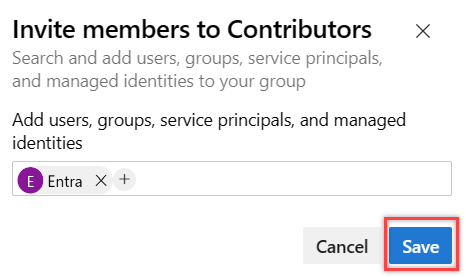 Invite members to Contributors
Search and add users, groups, service principals,
and managed identities to your group
Add users, groups, service principals, and managed
identities
E Entra
Cancel Save